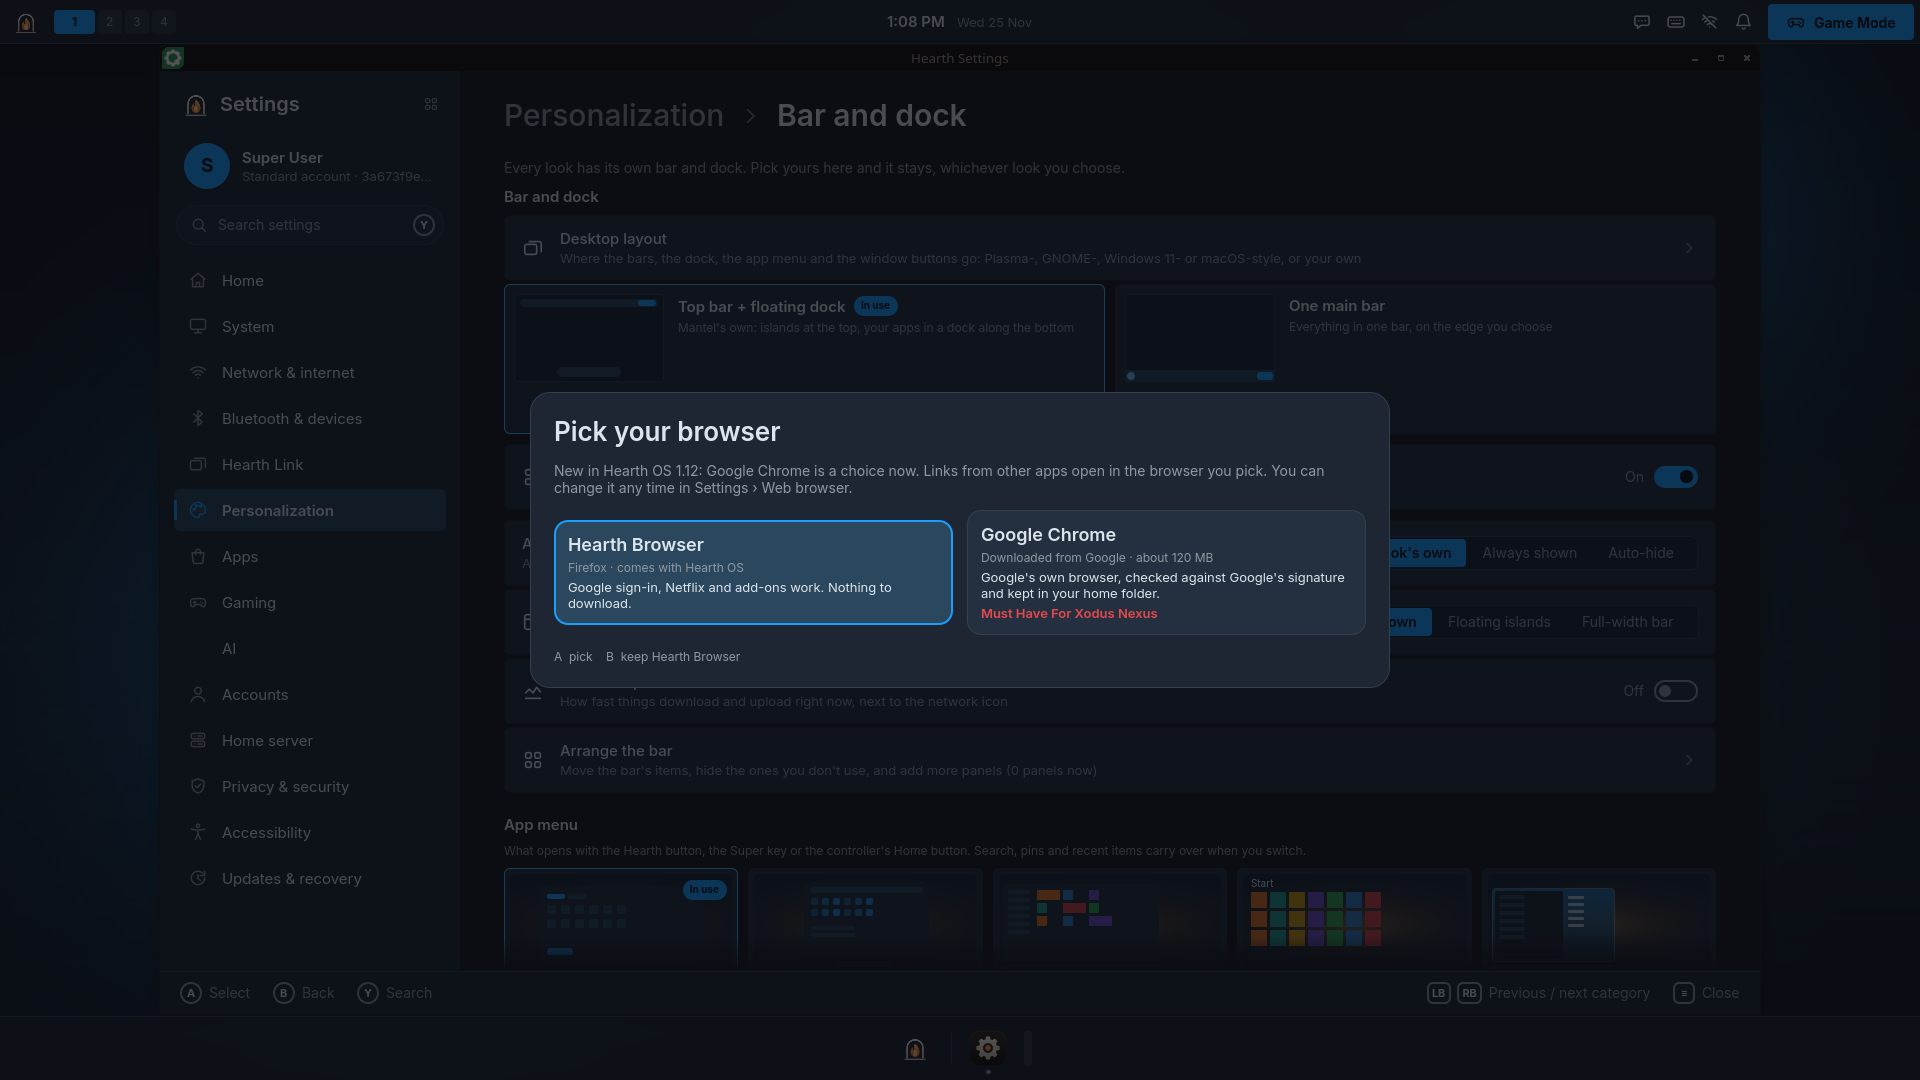 1 2 3 4
1:08 PM Wed 25 Nov
Game Mode
Hearth Settings
Settings
S
Super User
Standard account · 3a673f9e...
Search settings
Y
Home
System
Network & internet
Bluetooth & devices
Hearth Link
Personalization
Apps
Gaming
AI
Accounts
Home server
Privacy & security
Accessibility
Updates & recovery
Personalization › Bar and dock
Every look has its own bar and dock. Pick yours here and it stays, whichever look you choose.
Bar and dock
Desktop layout
Where the bars, the dock, the app menu and the window buttons go: Plasma-, GNOME-, Windows 11- or macOS-style, or your own
Top bar + floating dock In use
Mantel's own: islands at the top, your apps in a dock along the bottom
One main bar
Everything in one bar, on the edge you choose
Pick your browser
New in Hearth OS 1.12: Google Chrome is a choice now. Links from other apps open in the browser you pick. You can
change it any time in Settings › Web browser.
Hearth Browser
Firefox · comes with Hearth OS
Google sign-in, Netflix and add-ons work. Nothing to
download.
Google Chrome
Downloaded from Google · about 120 MB
Google's own browser, checked against Google's signature
and kept in your home folder.
Must Have For Xodus Nexus
A pick B keep Hearth Browser
On
ok's own Always shown Auto-hide
own Floating islands Full-width bar
How fast things download and upload right now, next to the network icon
Off
Arrange the bar
Move the bar's items, hide the ones you don't use, and add more panels (0 panels now)
App menu
What opens with the Hearth button, the Super key or the controller's Home button. Search, pins and recent items carry over when you switch.
In use
Start
A Select B Back Y Search
LB RB Previous / next category
Close